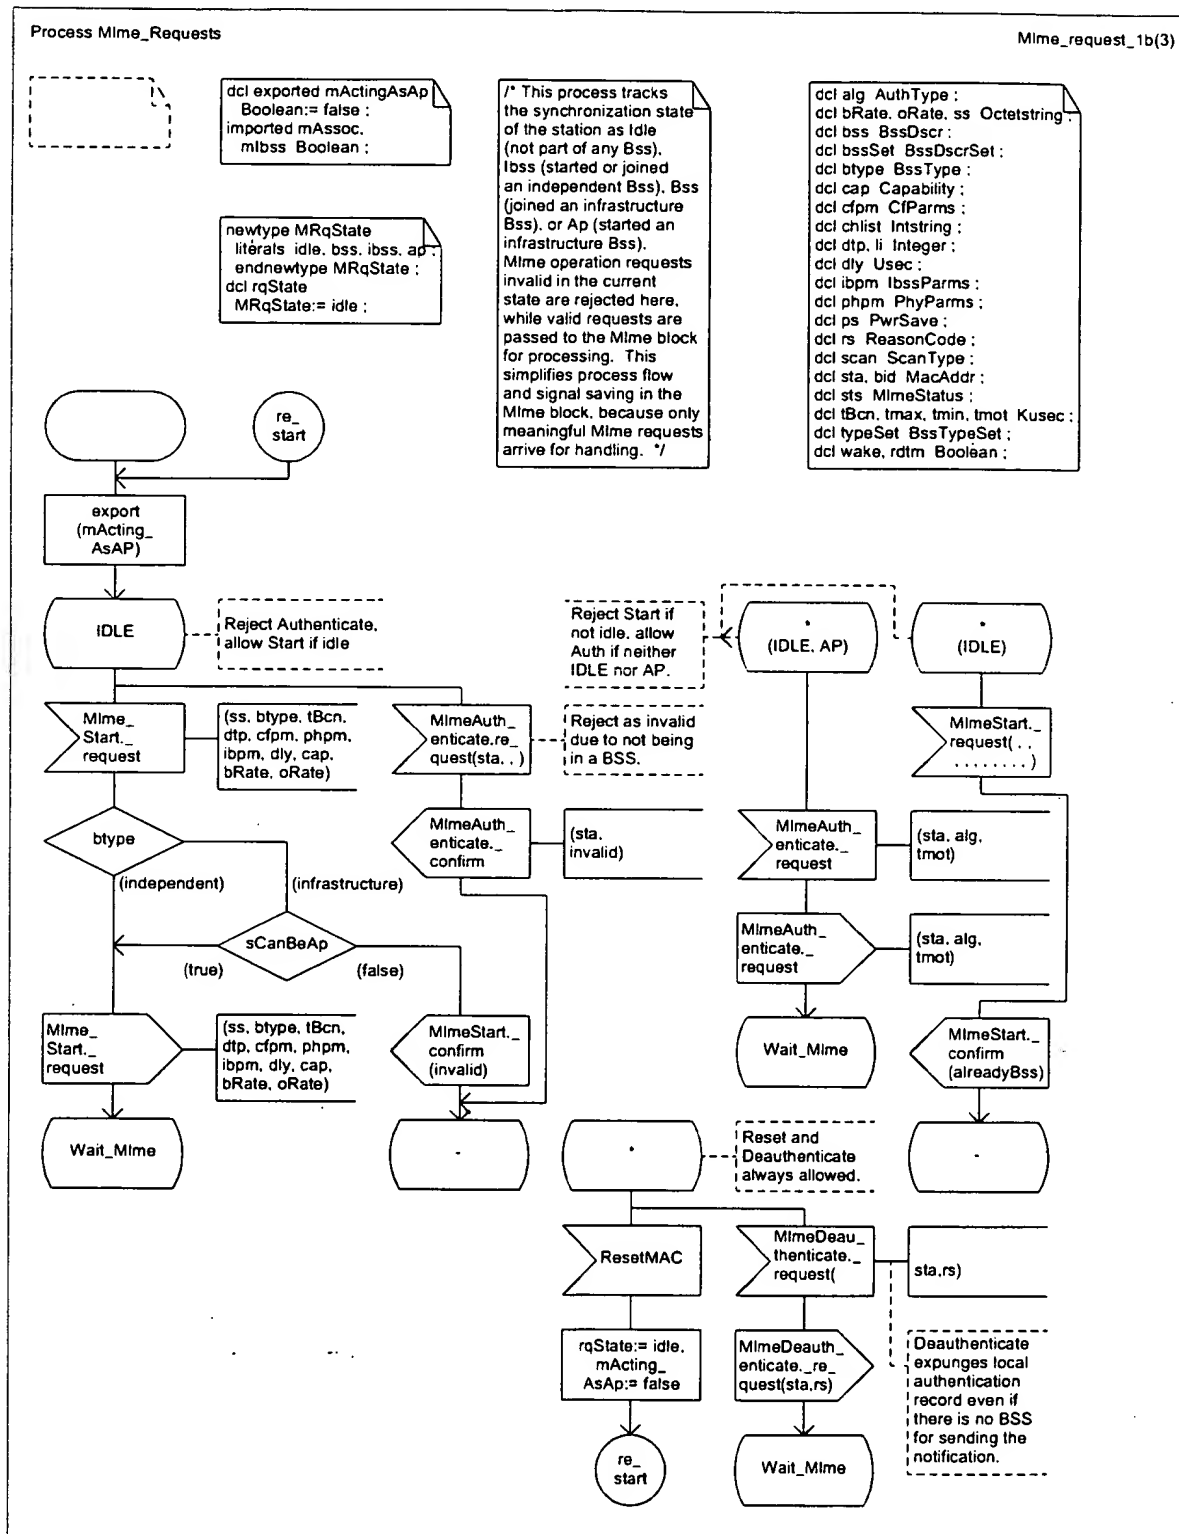 Process Mlme_Requests
Mlme_request_1b(3)
dcl exported mActingAsAp
Boolean:= false ;
imported mAssoc,
mIbss Boolean ;
newtype MRqState
literals idle, bss, ibss, ap ;
endnewtype MRqState ;
dcl rqState
MRqState:= idle ;
/* This process tracks
the synchronization state
of the station as Idle
(not part of any Bss),
Ibss (started or joined
an independent Bss), Bss
(joined an infrastructure
Bss), or Ap (started an
infrastructure Bss).
Mlme operation requests
invalid in the current
state are rejected here,
while valid requests are
passed to the Mlme block
for processing. This
simplifies process flow
and signal saving in the
Mlme block, because only
meaningful Mlme requests
arrive for handling. */
dcl alg AuthType ;
dcl bRate, oRate, ss Octetstring ;
dcl bss BssDscr ;
dcl bssSet BssDscrSet ;
dcl btype BssType ;
dcl cap Capability ;
dcl cfpm CfParms ;
dcl chlist Intstring ;
dcl dtp, li Integer ;
dcl dly Usec ;
dcl ibpm IbssParms ;
dcl phpm PhyParms ;
dcl ps PwrSave ;
dcl rs ReasonCode ;
dcl scan ScanType ;
dcl sta, bid MacAddr ;
dcl sts MlmeStatus ;
dcl tBcn, tmax, tmin, tmot Kusec ;
dcl typeSet BssTypeSet ;
dcl wake, rdtm Boolean ;
re_
start
export
(mActing_
AsAP)
IDLE
Reject Authenticate,
allow Start if idle
Reject Start if
not idle, allow
Auth if neither
IDLE nor AP.
*
(IDLE, AP)
*
(IDLE)
Mlme_
Start._
request
(ss, btype, tBcn,
dtp, cfpm, phpm,
ibpm, dly, cap,
bRate, oRate)
MlmeAuth_
enticate.re_
quest(sta, , )
Reject as invalid
due to not being
in a BSS.
MlmeStart._
request( , ,
, , , , , , , , )
btype
(independent)
(infrastructure)
MlmeAuth_
enticate._
confirm
(sta,
invalid)
MlmeAuth_
enticate._
request
(sta, alg,
tmot)
sCanBeAp
(true)
(false)
MlmeAuth_
enticate._
request
(sta, alg,
tmot)
Mlme_
Start._
request
(ss, btype, tBcn,
dtp, cfpm, phpm,
ibpm, dly, cap,
bRate, oRate)
MlmeStart._
confirm
(invalid)
Wait_Mlme
MlmeStart._
confirm
(alreadyBss)
Wait_Mlme
-
*
Reset and
Deauthenticate
always allowed.
-
ResetMAC
MlmeDeau_
thenticate._
request(
sta,rs)
rqState:= idle,
mActing_
AsAp:= false
MlmeDeauth_
enticate._re_
quest(sta,rs)
Deauthenticate
expunges local
authentication
record even if
there is no BSS
for sending the
notification.
re_
start
Wait_Mlme